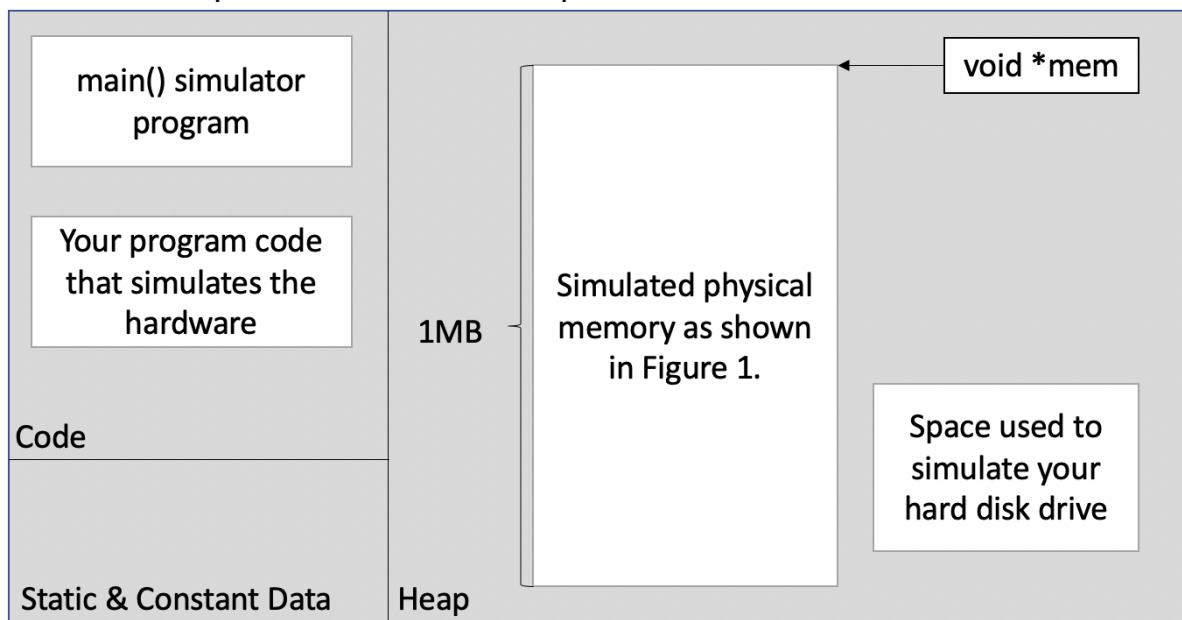 main() simulator
program
Your program code
that simulates the
hardware
Code
Static & Constant Data
void *mem
1MB
Simulated physical
memory as shown
in Figure 1.
Space used to
simulate your
hard disk drive
Heap